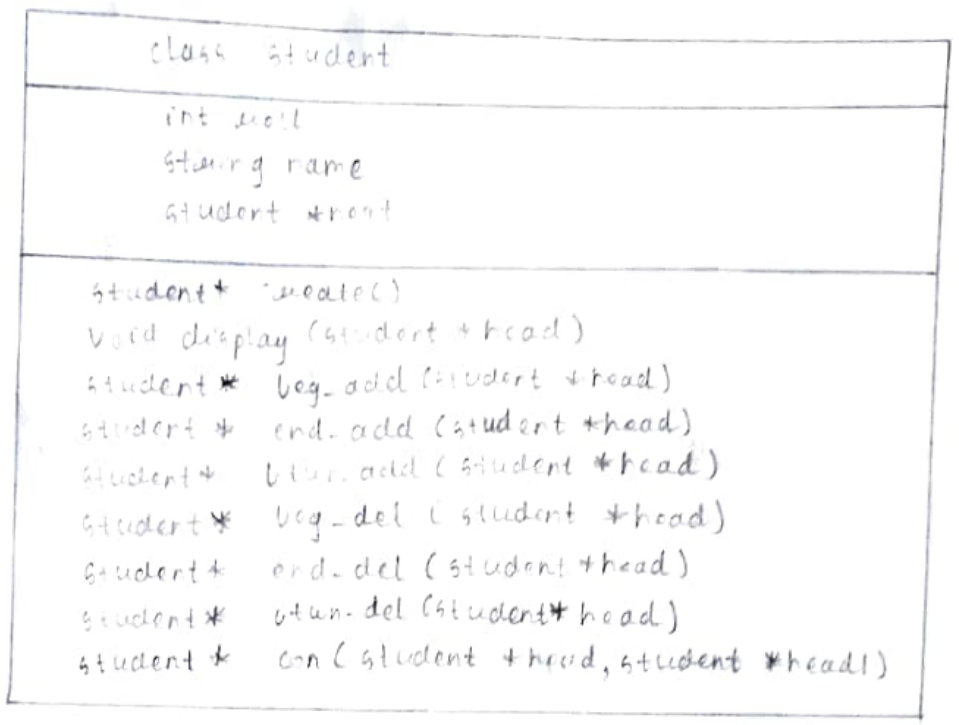 class student
int roll
string name
student *next
student* create()
void display (student *head)
student* beg_add (student *head)
student * end_add (student *head)
student* btw_add (student *head)
student* beg_del (student *head)
student* end_del (student *head)
student* btwn_del (student* head)
student* con (student *head, student *head1)